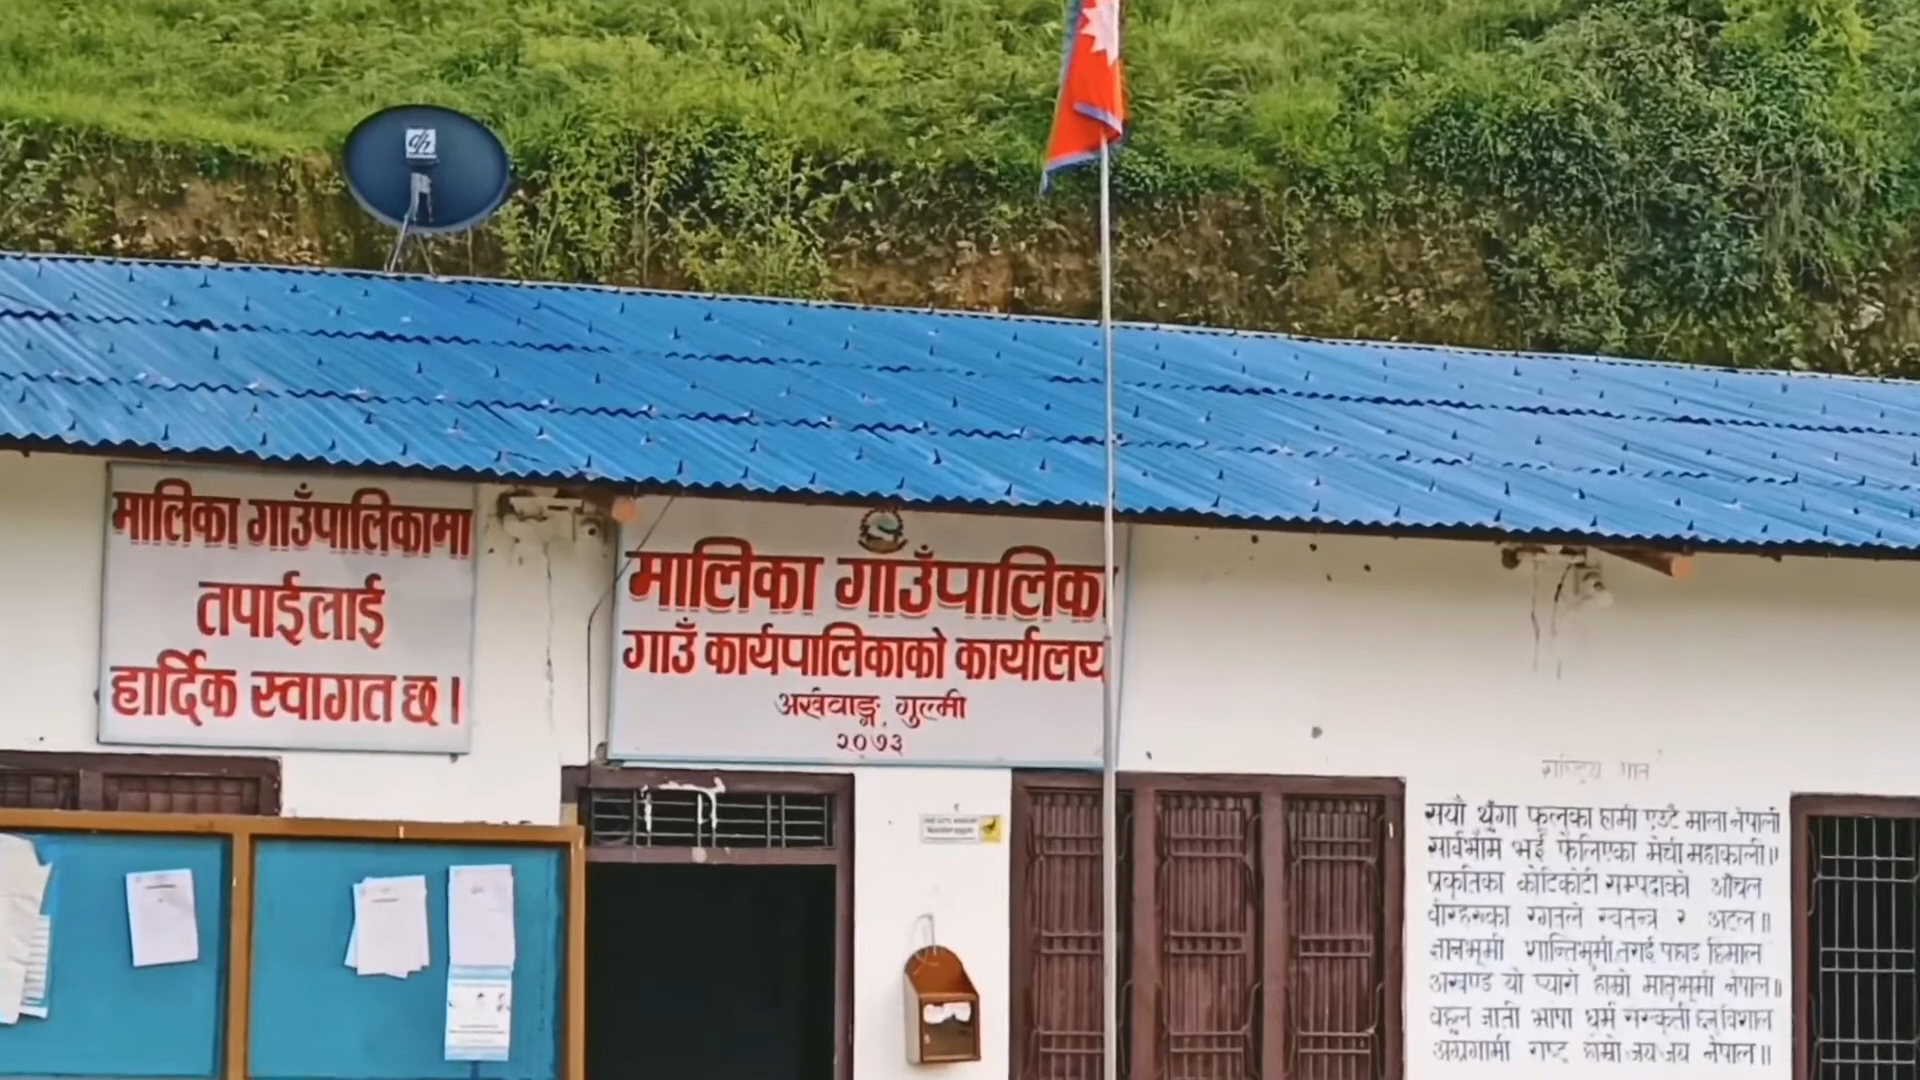 मालिका गाउँपालिकामा
तपाईलाई
हार्दिक स्वागत छ ।
मालिका गाउँपालिका
गाउँ कार्यपालिकाको कार्यालय
अर्खवाङ्ग, गुल्मी
२०७३
राष्ट्रिय गान
सयौं थुँगा फूलका हामी एउटै माला नेपाली
सार्वभौम भई फैलिएका मेची महाकाली॥
प्रकृतिका कोटिकोटी सम्पदाको आँचल
वीरहरुका रगतले स्वतन्त्र र अटल॥
ज्ञानभूमी शान्तिभूमी तराई पहाड हिमाल
अखण्ड यो प्यारो हाम्रो मातृभूमी नेपाल॥
बहुल जाती भाषा धर्म संस्कृती छन् विशाल
अग्रगामी राष्ट्र हाम्रो जय जय नेपाल॥